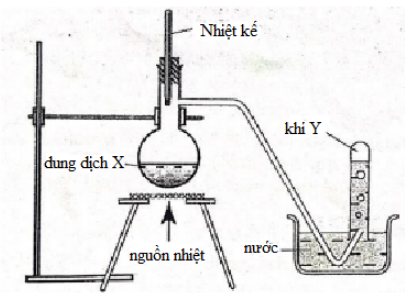 Nhiệt kế
khí Y
dung dịch X
nước
nguồn nhiệt